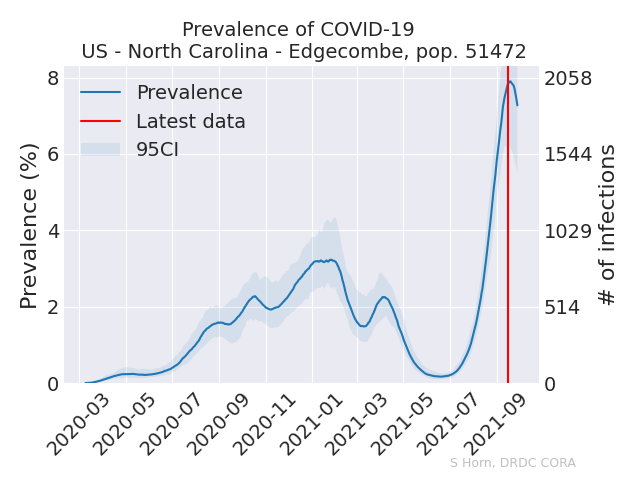 Prevalence of COVID-19
US - North Carolina - Edgecombe, pop. 51472
Prevalence
Latest data
95CI
Prevalence (%)
8
6
4
2
0
2058
1544
1029
514
0
# of infections
2020-03
2020-05
2020-07
2020-09
2020-11
2021-01
2021-03
2021-05
2021-07
2021-09
S Horn, DRDC CORA